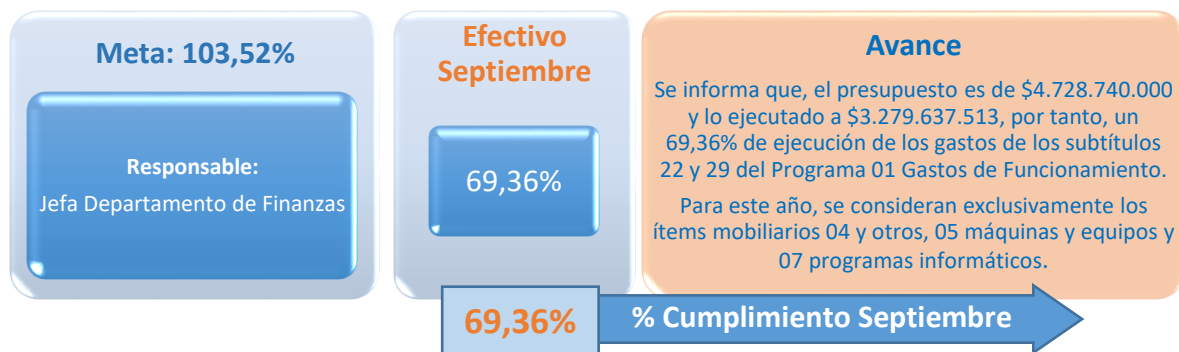 Meta: 103,52%
Responsable:
Jefa Departamento de Finanzas
Efectivo
Septiembre
69,36%
Avance
Se informa que, el presupuesto es de $4.728.740.000
y lo ejecutado a $3.279.637.513, por tanto, un
69,36% de ejecución de los gastos de los subtítulos
22 y 29 del Programa 01 Gastos de Funcionamiento.
Para este año, se consideran exclusivamente los
ítems mobiliarios 04 y otros, 05 máquinas y equipos y
07 programas informáticos.
69,36%
% Cumplimiento Septiembre